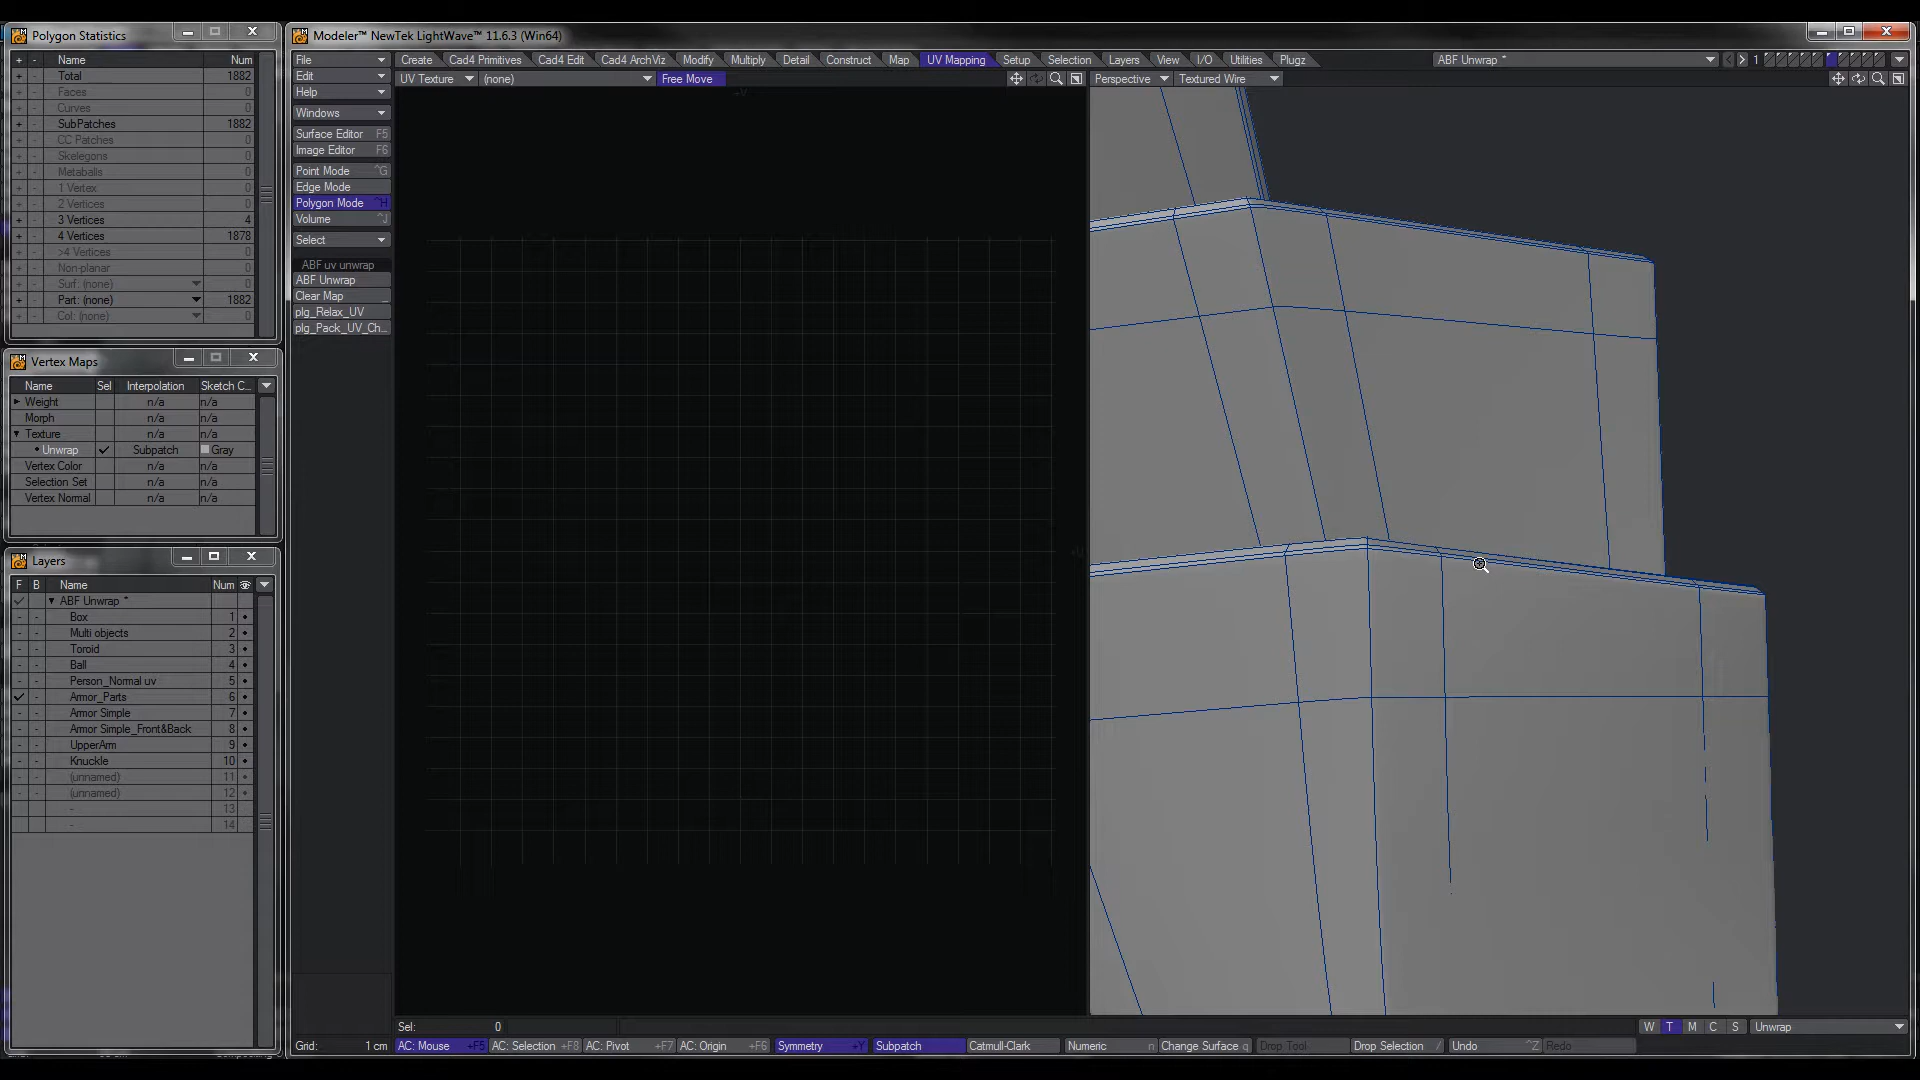 Polygon Statistics
+ - Name Num
+ - Total 1882
+ Faces 0
+ Curves 0
+ SubPatches 1882
+ CC Patches 0
+ Skelegons 0
+ Metaballs 0
+ - 1 Vertex 0
+ - 2 Vertices 0
+ - 3 Vertices 4
+ - 4 Vertices 1878
+ - >4 Vertices 0
+ - Non-planar 0
+ - Surf: (none) 0
+ - Part: (none) 1882
+ - Col: (none) 0
Vertex Maps
Name Sel Interpolation Sketch C...
Weight n/a n/a
Morph n/a n/a
Texture n/a n/a
Unwrap Subpatch Gray
Vertex Color n/a n/a
Selection Set n/a n/a
Vertex Normal n/a n/a
Layers
F B Name Num
ABF Unwrap *
Box 1
Multi objects 2
Toroid 3
Ball 4
Person_Normal uv 5
Armor_Parts 6
Armor Simple 7
Armor Simple_Front&Back 8
UpperArm 9
Knuckle 10
(unnamed) 11
(unnamed) 12
- 13
- 14
Modeler™ NewTek LightWave™ 11.6.3 (Win64)
File
Edit
Help
Windows
Surface Editor F5
Image Editor F6
Point Mode ^G
Edge Mode
Polygon Mode ^H
Volume ^J
Select
ABF uv unwrap
ABF Unwrap
Clear Map _
plg_Relax_UV
plg_Pack_UV_Ch...
Create Cad4 Primitives Cad4 Edit Cad4 ArchViz Modify Multiply Detail Construct Map UV Mapping Setup Selection Layers View I/O Utilities Plugz ABF Unwrap * 1
UV Texture (none) Free Move Perspective Textured Wire
Sel: 0
W T M C S Unwrap
Grid: 1 cm AC: Mouse +F5 AC: Selection +F8 AC: Pivot +F7 AC: Origin +F6 Symmetry +Y Subpatch Catmull-Clark Numeric n Change Surface q Drop Tool Drop Selection / Undo ^Z Redo